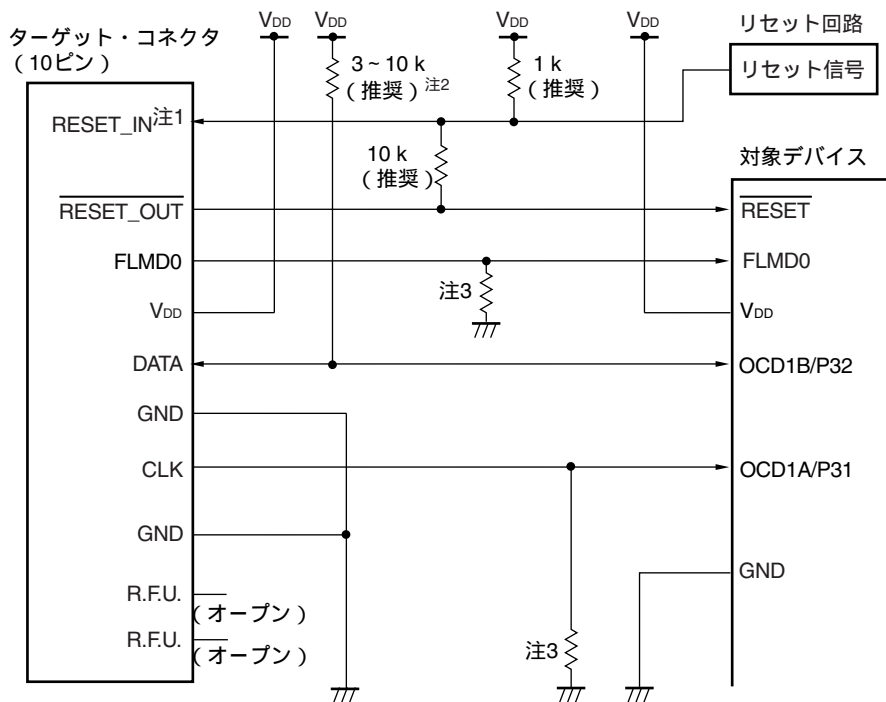 VDD VDD VDD VDD リセット回路
ターゲット・コネクタ
(10ピン)
リセット信号
3~10 k
(推奨)注2
1 k
(推奨)
RESET_IN注1
10 k
(推奨)
対象デバイス
RESET_OUT
RESET
FLMD0
FLMD0
注3
VDD
VDD
DATA
OCD1B/P32
GND
CLK
OCD1A/P31
GND
GND
R.F.U.
(オープン)
R.F.U.
(オープン)
注3